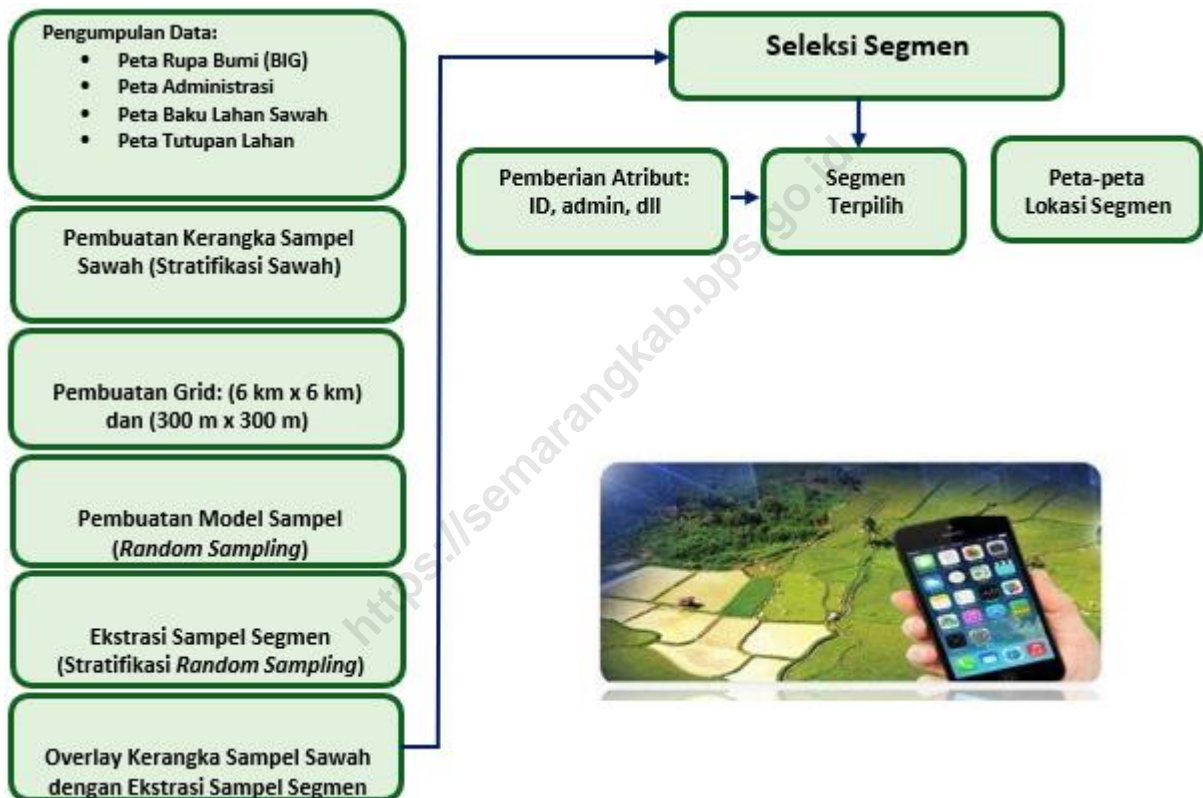 Pengumpulan Data:
• Peta Rupa Bumi (BIG)
• Peta Administrasi
• Peta Baku Lahan Sawah
• Peta Tutupan Lahan
Pembuatan Kerangka Sampel
Sawah (Stratifikasi Sawah)
Pembuatan Grid: (6 km x 6 km)
dan (300 m x 300 m)
Pembuatan Model Sampel
(Random Sampling)
Ekstrasi Sampel Segmen
(Stratifikasi Random Sampling)
Overlay Kerangka Sampel Sawah
dengan Ekstrasi Sampel Segmen
Seleksi Segmen
Pemberian Atribut:
ID, admin, dll
Segmen
Terpilih
Peta-peta
Lokasi Segmen
https://semarangkab.bps.go.id